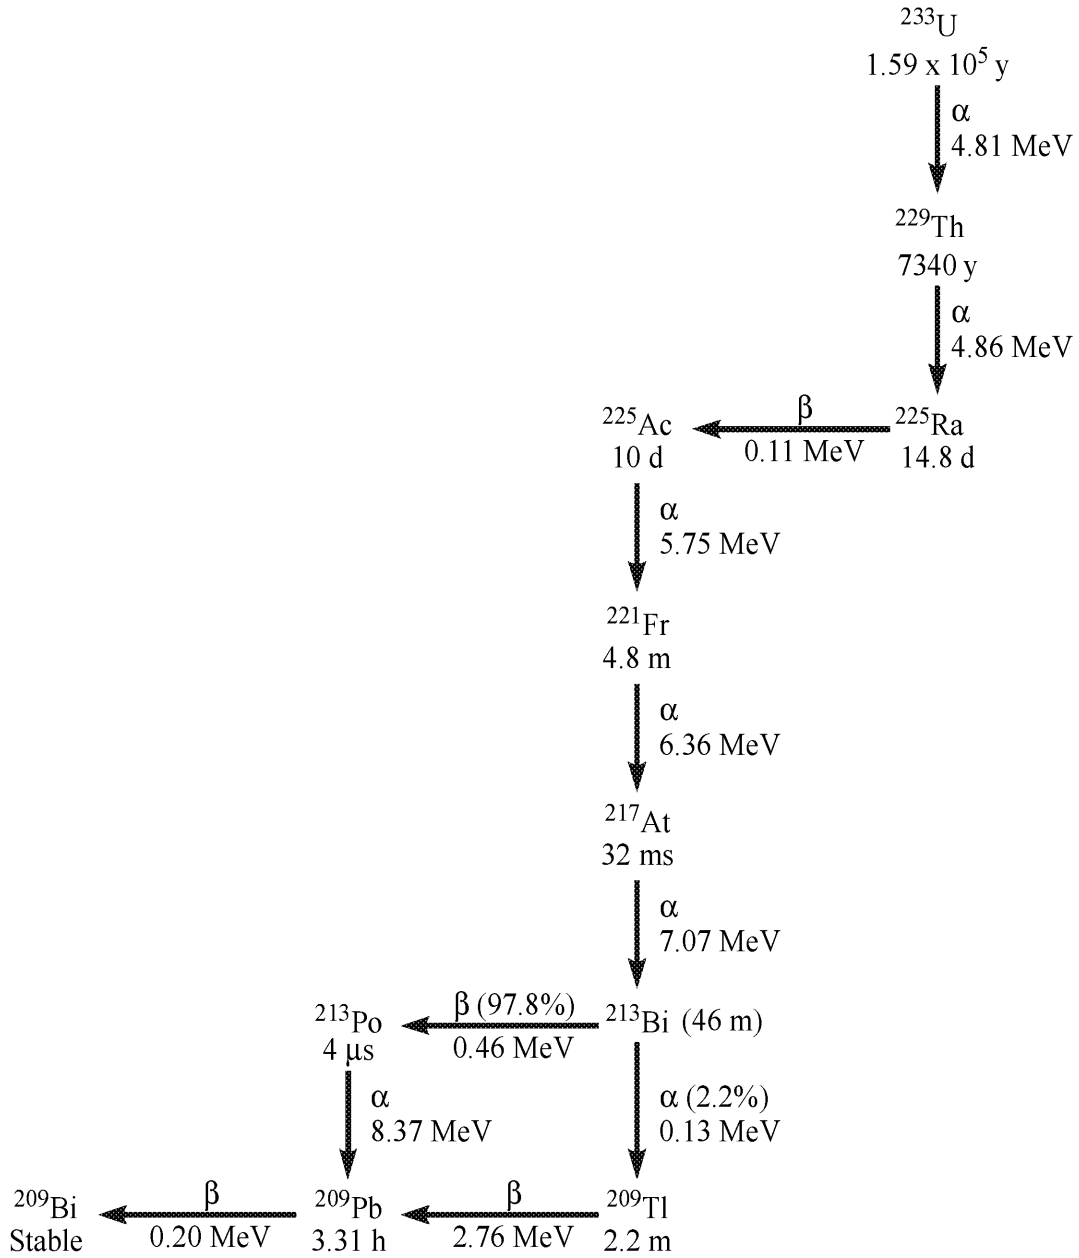 ²³³U
1.59 x 10⁵ y
α
4.81 MeV
²²⁹Th
7340 y
α
4.86 MeV
²²⁵Ac
10 d
β
0.11 MeV
²²⁵Ra
14.8 d
α
5.75 MeV
²²¹Fr
4.8 m
α
6.36 MeV
²¹⁷At
32 ms
α
7.07 MeV
²¹³Po
4 μs
β (97.8%)
0.46 MeV
²¹³Bi (46 m)
α
8.37 MeV
α (2.2%)
0.13 MeV
²⁰⁹Bi
Stable
β
0.20 MeV
²⁰⁹Pb
3.31 h
β
2.76 MeV
²⁰⁹Tl
2.2 m